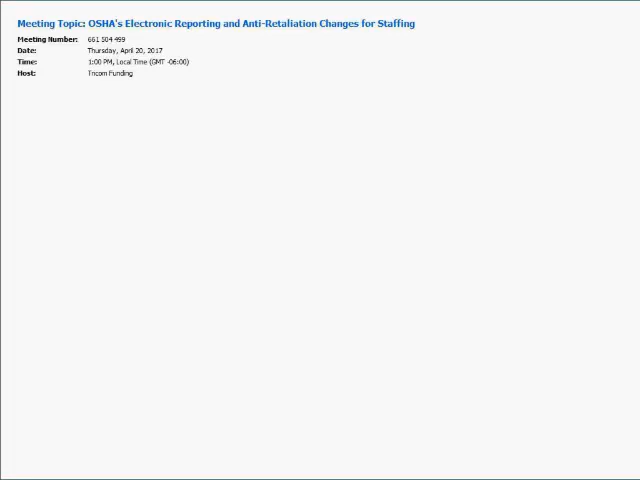 Meeting Topic: OSHA's Electronic Reporting and Anti-Retaliation Changes for Staffing
Meeting Number: 661 504 499
Date: Thursday, April 20, 2017
Time: 1:00 PM, Local Time (GMT -06:00)
Host: Tricom Funding